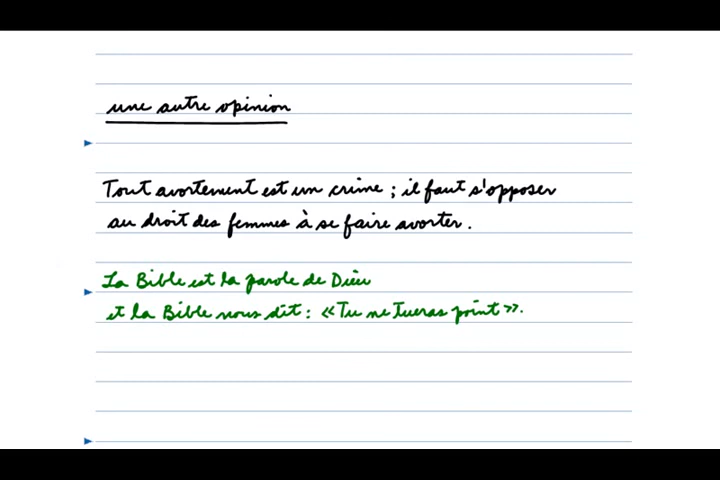 une autre opinion
Tout avortement est un crime ; il faut s'opposer
au droit des femmes à se faire avorter.
La Bible est la parole de Dieu
et la Bible nous dit : « Tu ne tueras point ».